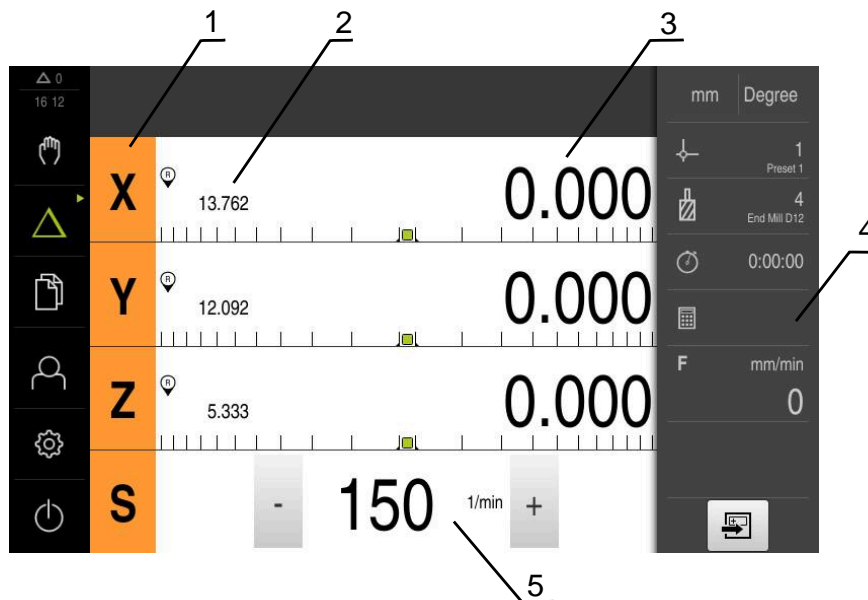 1 2 3
0
16 12
mm Degree
1
Preset 1
X R 13.762 0.000
4
End Mill D12
4
0:00:00
Y R 12.092 0.000
F mm/min
0
Z R 5.333 0.000
S - 150 1/min +
5